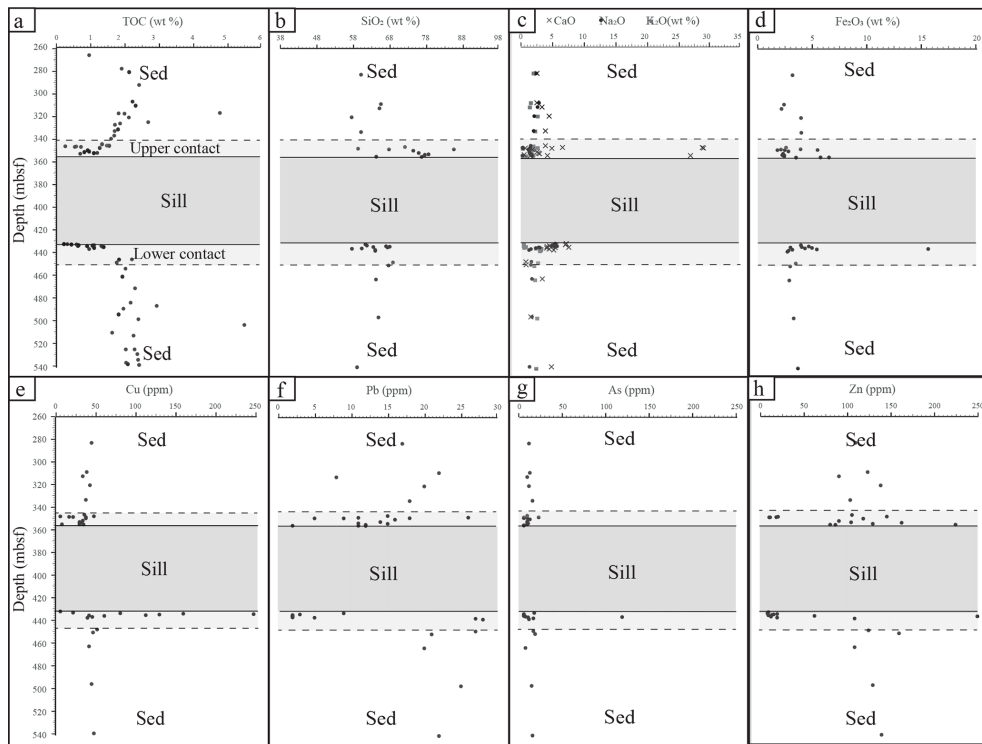 a TOC (wt %)
0 1 2 3 4 5 6
b SiO₂ (wt %)
38 48 58 68 78 88 98
c CaO Na₂O K₂O(wt %)
0 5 10 15 20 25 30 35
d Fe₂O₃ (wt %)
0 5 10 15 20
Depth (mbsf)
260
280
300
320
340
360
380
400
420
440
460
480
500
520
540
Sed
Upper contact
Sill
Lower contact
Sed
Sed
Sill
Sed
Sed
Sill
Sed
Sed
Sill
Sed
e Cu (ppm)
0 50 100 150 200 250
f Pb (ppm)
0 5 10 15 20 25 30
g As (ppm)
0 50 100 150 200 250
h Zn (ppm)
0 50 100 150 200 250
Depth (mbsf)
260
280
300
320
340
360
380
400
420
440
460
480
500
520
540
Sed
Sill
Sed
Sed
Sill
Sed
Sed
Sill
Sed
Sed
Sill
Sed